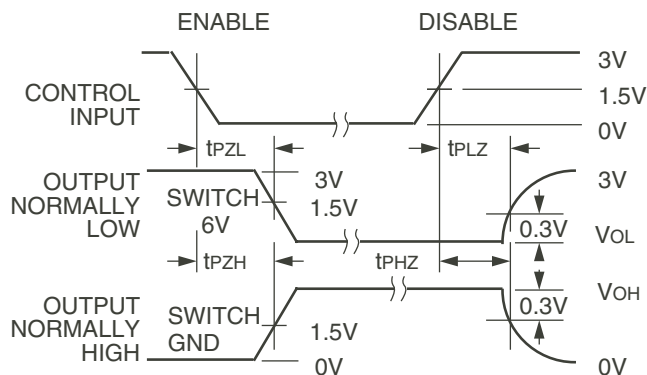 ENABLE DISABLE
3V
CONTROL
INPUT
1.5V
0V
tPZL tPLZ
OUTPUT
NORMALLY
LOW
SWITCH
6V
3V
1.5V
3V
0.3V
VOL
tPZH tPHZ
OUTPUT
NORMALLY
HIGH
SWITCH
GND
1.5V
0V
0.3V
VOH
0V